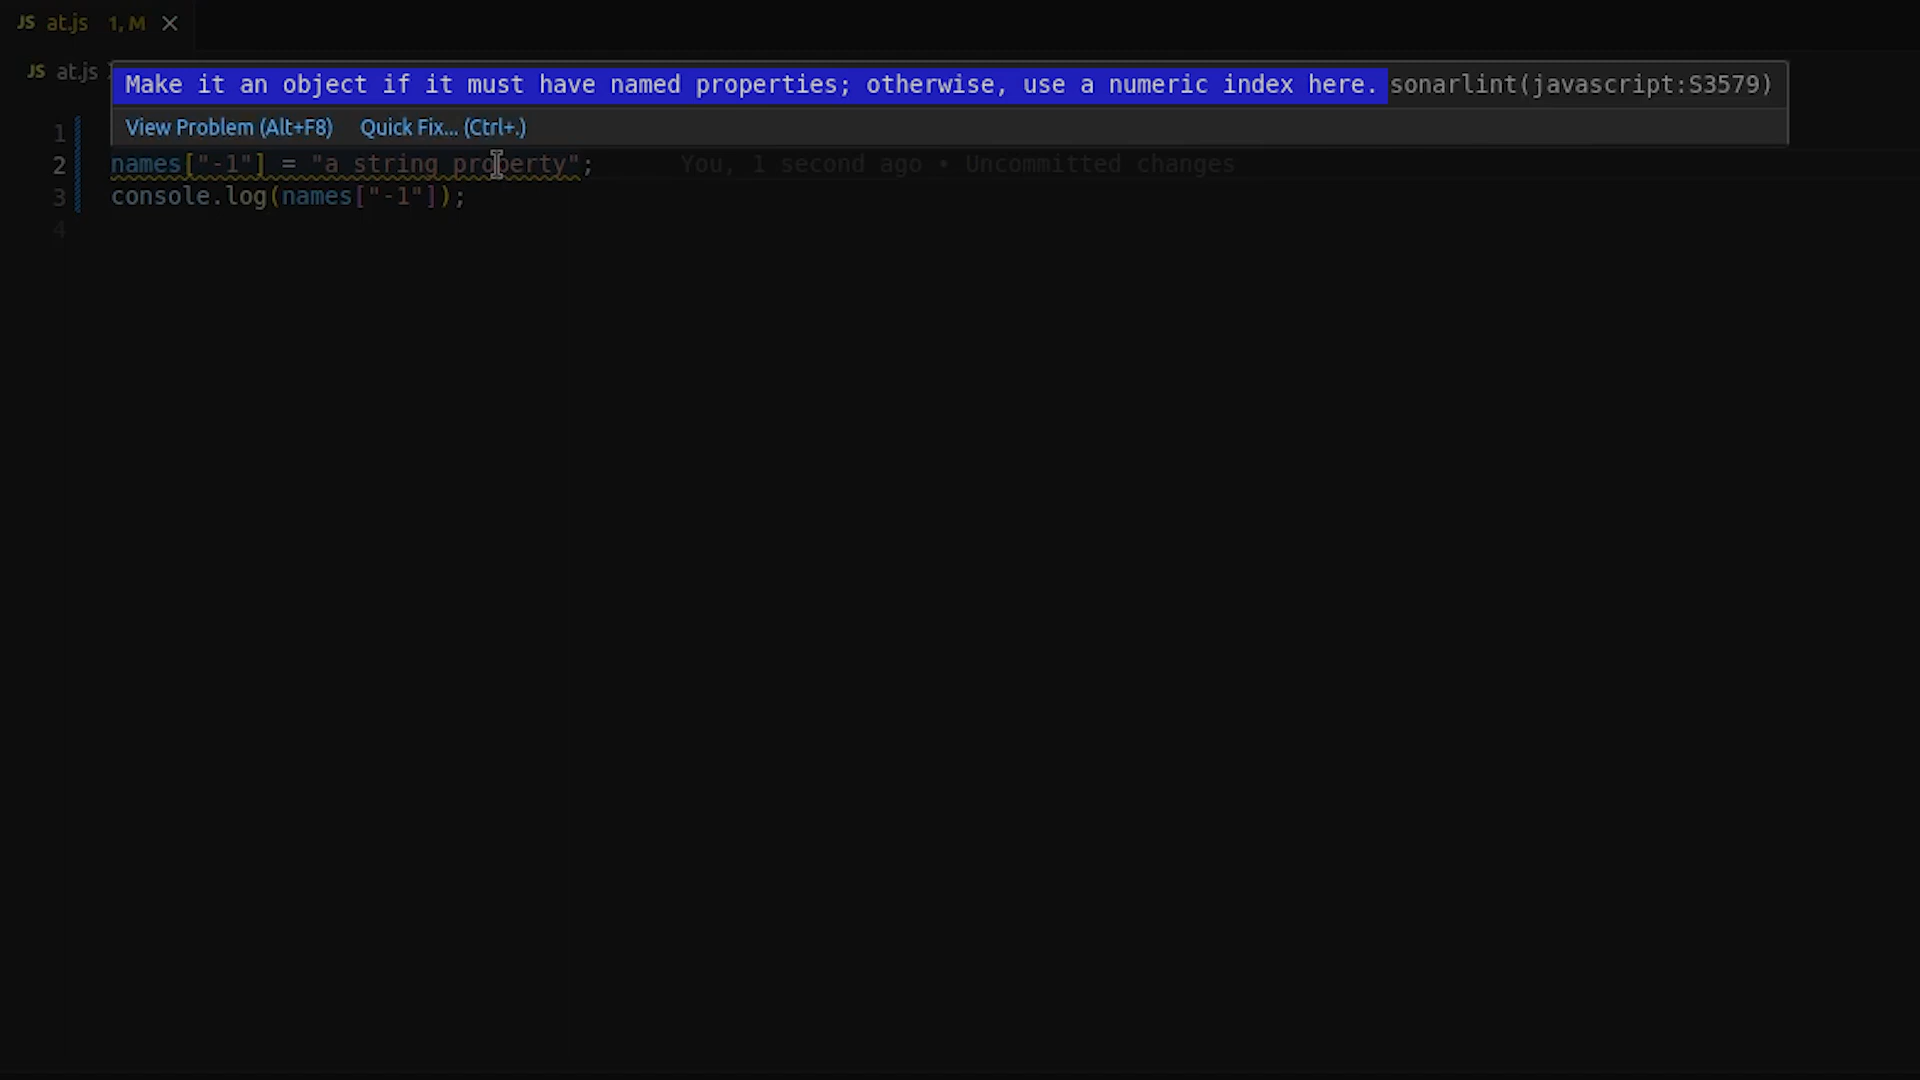 JS at.js 1, M
JS at.js
Make it an object if it must have named properties; otherwise, use a numeric index here. sonarlint(javascript:S3579)
View Problem (Alt+F8) Quick Fix... (Ctrl+.)
1
2 names["-1"] = "a string property"; You, 1 second ago • Uncommitted changes
3 console.log(names["-1"]);
4